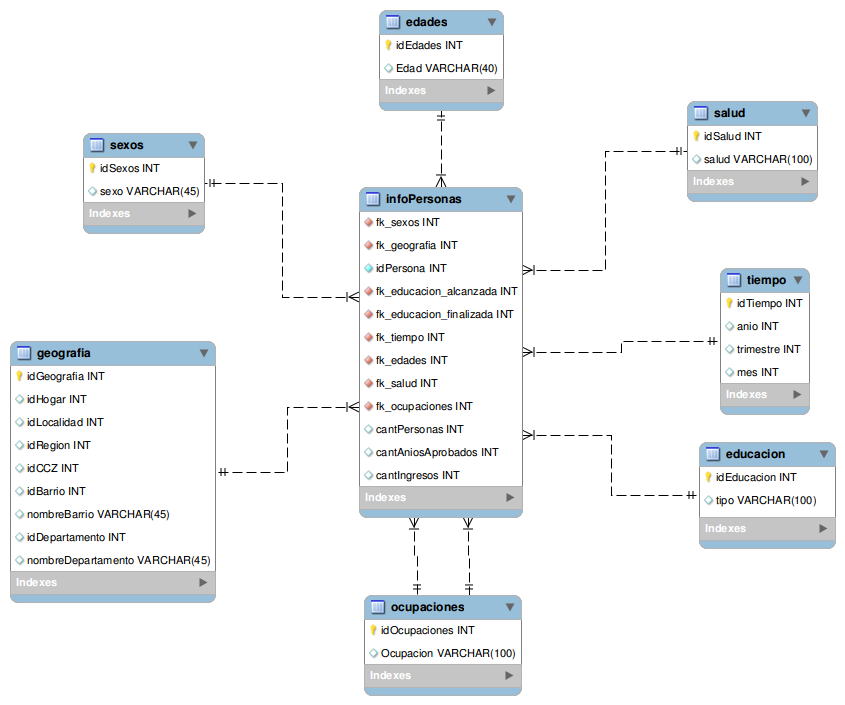 edades
idEdades INT
Edad VARCHAR(40)
Indexes
sexos
idSexos INT
sexo VARCHAR(45)
Indexes
salud
idSalud INT
salud VARCHAR(100)
Indexes
infoPersonas
fk_sexos INT
fk_geografia INT
idPersona INT
fk_educacion_alcanzada INT
fk_educacion_finalizada INT
fk_tiempo INT
fk_edades INT
fk_salud INT
fk_ocupaciones INT
cantPersonas INT
cantAniosAprobados INT
cantIngresos INT
Indexes
tiempo
idTiempo INT
anio INT
trimestre INT
mes INT
Indexes
geografia
idGeografia INT
idHogar INT
idLocalidad INT
idRegion INT
idCCZ INT
idBarrio INT
nombreBarrio VARCHAR(45)
idDepartamento INT
nombreDepartamento VARCHAR(45)
Indexes
educacion
idEducacion INT
tipo VARCHAR(100)
Indexes
ocupaciones
idOcupaciones INT
Ocupacion VARCHAR(100)
Indexes